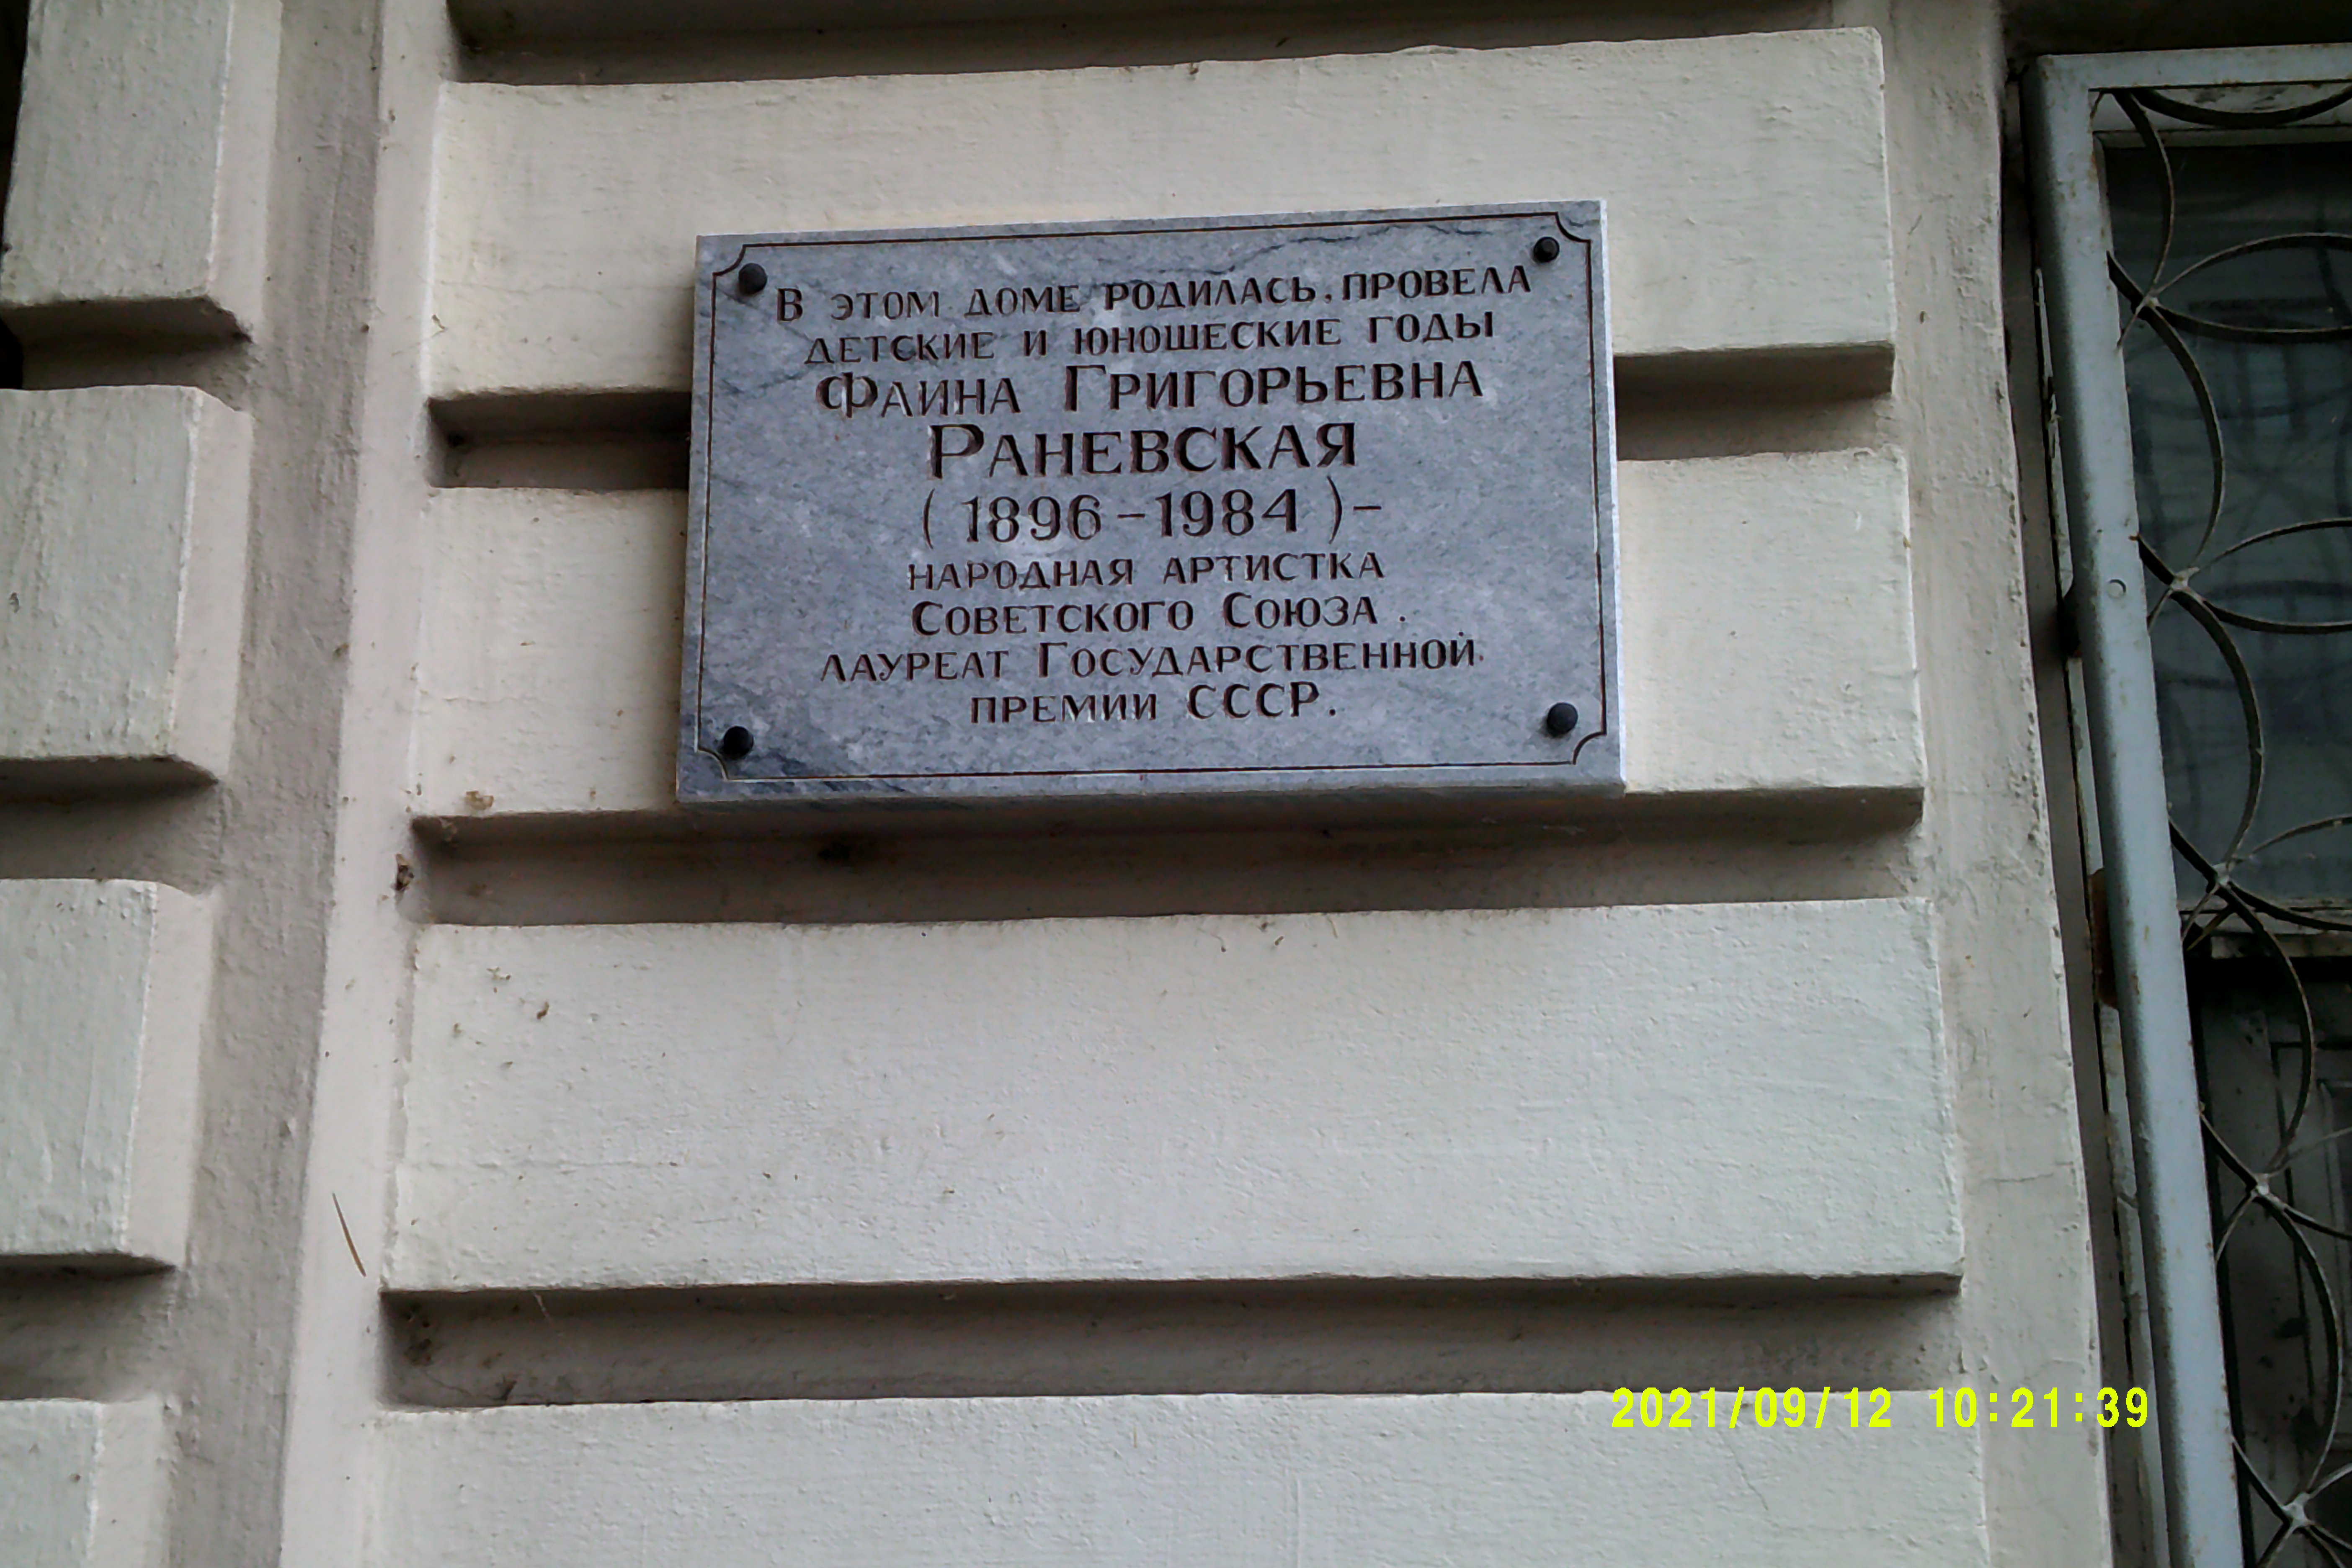 В ЭТОМ ДОМЕ РОДИЛАСЬ, ПРОВЕЛА
ДЕТСКИЕ И ЮНОШЕСКИЕ ГОДЫ
ФАИНА ГРИГОРЬЕВНА
РАНЕВСКАЯ
(1896-1984)-
НАРОДНАЯ АРТИСТКА
СОВЕТСКОГО СОЮЗА.
ЛАУРЕАТ ГОСУДАРСТВЕННОЙ
ПРЕМИИ СССР.
2021/09/12 10:21:39